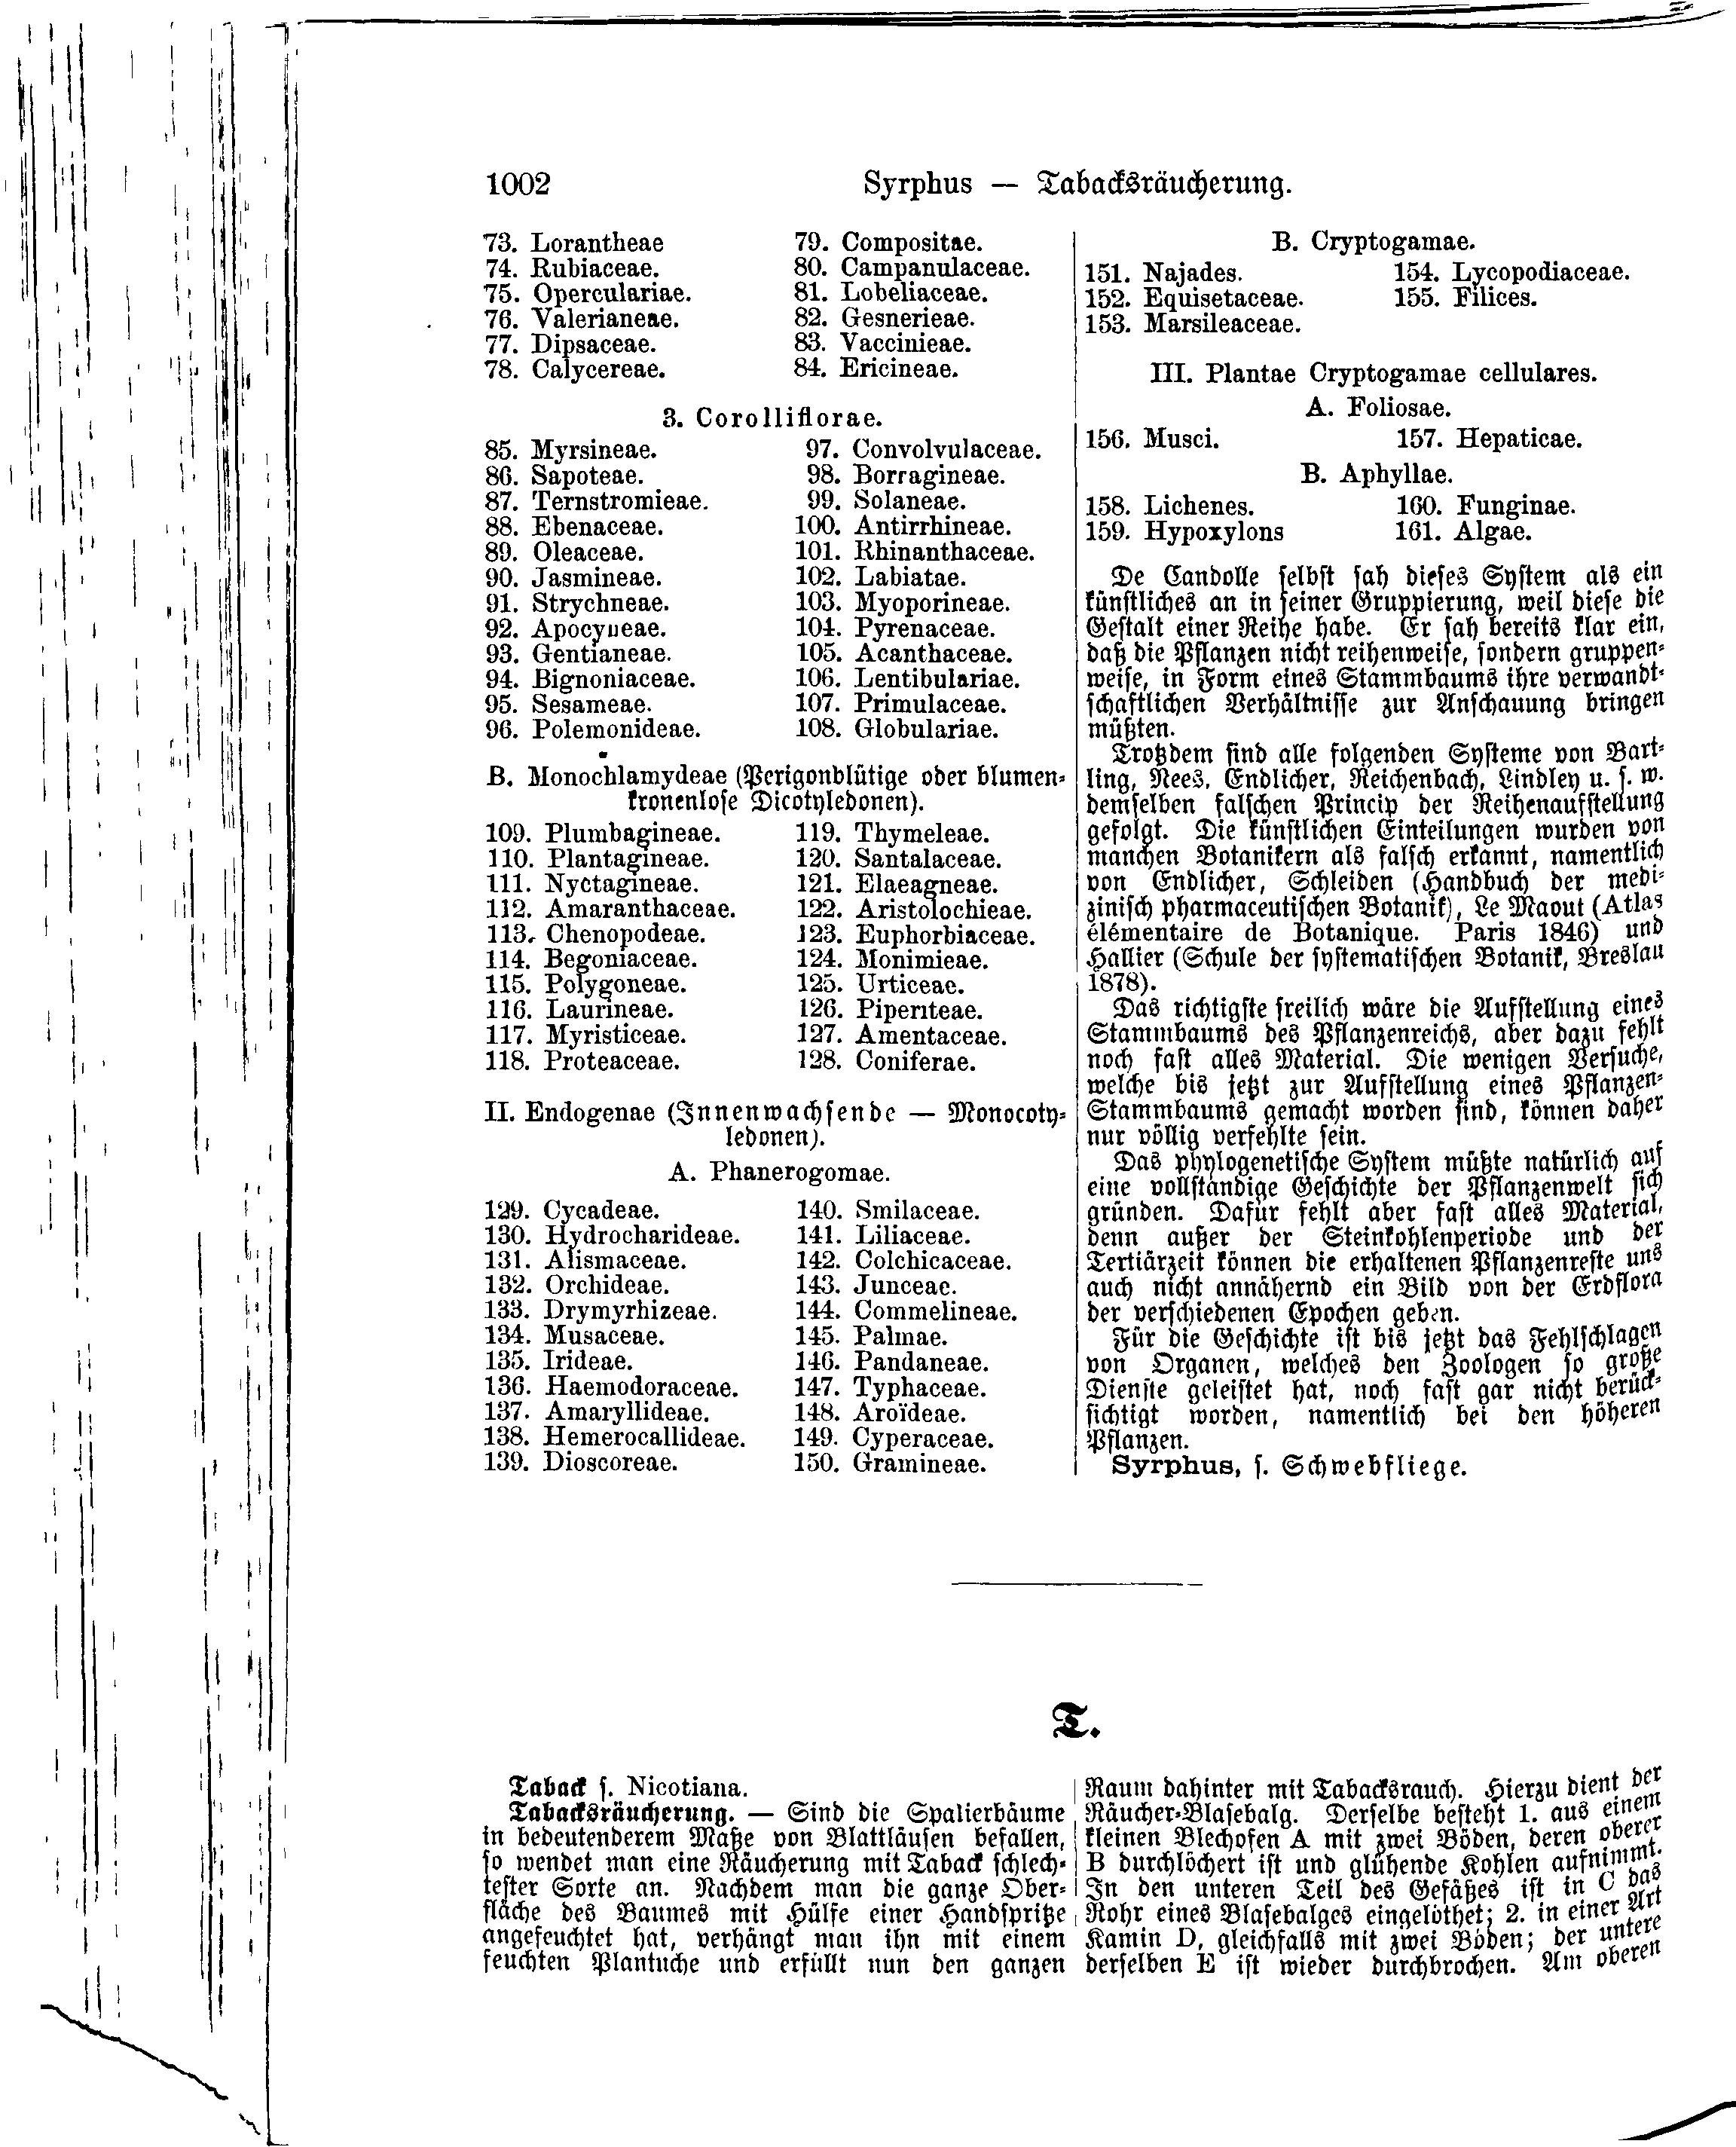 1002
Syrphus — Tabacksräucherung.
73. Lorantheae
74. Rubiaceae.
75. Operculariae.
76. Valerianeae.
77. Dipsaceae.
78. Calycereae.
79. Compositae.
80. Campanulaceae.
81. Lobeliaceae.
82. Gesnerieae.
83. Vaccinieae.
84. Ericineae.
3. Corolliflorae.
85. Myrsineae.
86. Sapoteae.
87. Ternstromieae.
88. Ebenaceae.
89. Oleaceae.
90. Jasmineae.
91. Strychneae.
92. Apocyneae.
93. Gentianeae.
94. Bignoniaceae.
95. Sesameae.
96. Polemonideae.
97. Convolvulaceae.
98. Borragineae.
99. Solaneae.
100. Antirrhineae.
101. Rhinanthaceae.
102. Labiatae.
103. Myoporineae.
104. Pyrenaceae.
105. Acanthaceae.
106. Lentibulariae.
107. Primulaceae.
108. Globulariae.
B. Monochlamydeae (Perigonblütige oder blumen-
kronenlose Dicotyledonen).
109. Plumbagineae.
110. Plantagineae.
111. Nyctagineae.
112. Amaranthaceae.
113. Chenopodeae.
114. Begoniaceae.
115. Polygoneae.
116. Laurineae.
117. Myristiceae.
118. Proteaceae.
119. Thymeleae.
120. Santalaceae.
121. Elaeagneae.
122. Aristolochieae.
123. Euphorbiaceae.
124. Monimieae.
125. Urticeae.
126. Piperiteae.
127. Amentaceae.
128. Coniferae.
II. Endogenae (Innenwachsende — Monocoty-
ledonen).
A. Phanerogomae.
129. Cycadeae.
130. Hydrocharideae.
131. Alismaceae.
132. Orchideae.
133. Drymyrhizeae.
134. Musaceae.
135. Irideae.
136. Haemodoraceae.
137. Amaryllideae.
138. Hemerocallideae.
139. Dioscoreae.
140. Smilaceae.
141. Liliaceae.
142. Colchicaceae.
143. Junceae.
144. Commelineae.
145. Palmae.
146. Pandaneae.
147. Typhaceae.
148. Aroïdeae.
149. Cyperaceae.
150. Gramineae.
B. Cryptogamae.
151. Najades.
152. Equisetaceae.
153. Marsileaceae.
154. Lycopodiaceae.
155. Filices.
III. Plantae Cryptogamae cellulares.
A. Foliosae.
156. Musci.
157. Hepaticae.
B. Aphyllae.
158. Lichenes.
159. Hypoxylons
160. Funginae.
161. Algae.
De Candolle selbst sah dieses System als ein
künstliches an in seiner Gruppierung, weil diese die
Gestalt einer Reihe habe. Er sah bereits klar ein,
daß die Pflanzen nicht reihenweise, sondern gruppen-
weise, in Form eines Stammbaums ihre verwandt-
schaftlichen Verhältnisse zur Anschauung bringen
müßten.
Trotzdem sind alle folgenden Systeme von Bart-
ling, Nees, Endlicher, Reichenbach, Lindley u. s. w.
demselben falschen Princip der Reihenaufstellung
gefolgt. Die künstlichen Einteilungen wurden von
manchen Botanikern als falsch erkannt, namentlich
von Endlicher, Schleiden (Handbuch der medi-
zinisch pharmaceutischen Botanik), Le Maout (Atlas
élémentaire de Botanique. Paris 1846) und
Hallier (Schule der systematischen Botanik, Breslau
1878).
Das richtigste freilich wäre die Aufstellung eines
Stammbaums des Pflanzenreichs, aber dazu fehlt
noch fast alles Material. Die wenigen Versuche,
welche bis jetzt zur Aufstellung eines Pflanzen-
Stammbaums gemacht worden sind, können daher
nur völlig verfehlte sein.
Das phylogenetische System müßte natürlich auf
eine vollständige Geschichte der Pflanzenwelt sich
gründen. Dafür fehlt aber fast alles Material,
denn außer der Steinkohlenperiode und der
Tertiärzeit können die erhaltenen Pflanzenreste uns
auch nicht annähernd ein Bild von der Erdflora
der verschiedenen Epochen geben.
Für die Geschichte ist bis jetzt das Fehlschlagen
von Organen, welches den Zoologen so große
Dienste geleistet hat, noch fast gar nicht berück-
sichtigt worden, namentlich bei den höheren
Pflanzen.
Syrphus, s. Schwebfliege.
T.
Taback s. Nicotiana.
Tabacksräucherung. — Sind die Spalierbäume
in bedeutenderem Maße von Blattläusen befallen,
so wendet man eine Räucherung mit Taback schlech-
tester Sorte an. Nachdem man die ganze Ober-
fläche des Baumes mit Hülfe einer Handspritze
angefeuchtet hat, verhängt man ihn mit einem
feuchten Plantuche und erfüllt nun den ganzen
Raum dahinter mit Tabacksrauch. Hierzu dient der
Räucher-Blasebalg. Derselbe besteht 1. aus einem
kleinen Blechofen A mit zwei Böden, deren oberer
B durchlöchert ist und glühende Kohlen aufnimmt.
In den unteren Teil des Gefäßes ist in C das
Rohr eines Blasebalges eingelöthet; 2. in einer Art
Kamin D, gleichfalls mit zwei Böden; der untere
derselben E ist wieder durchbrochen. Am oberen